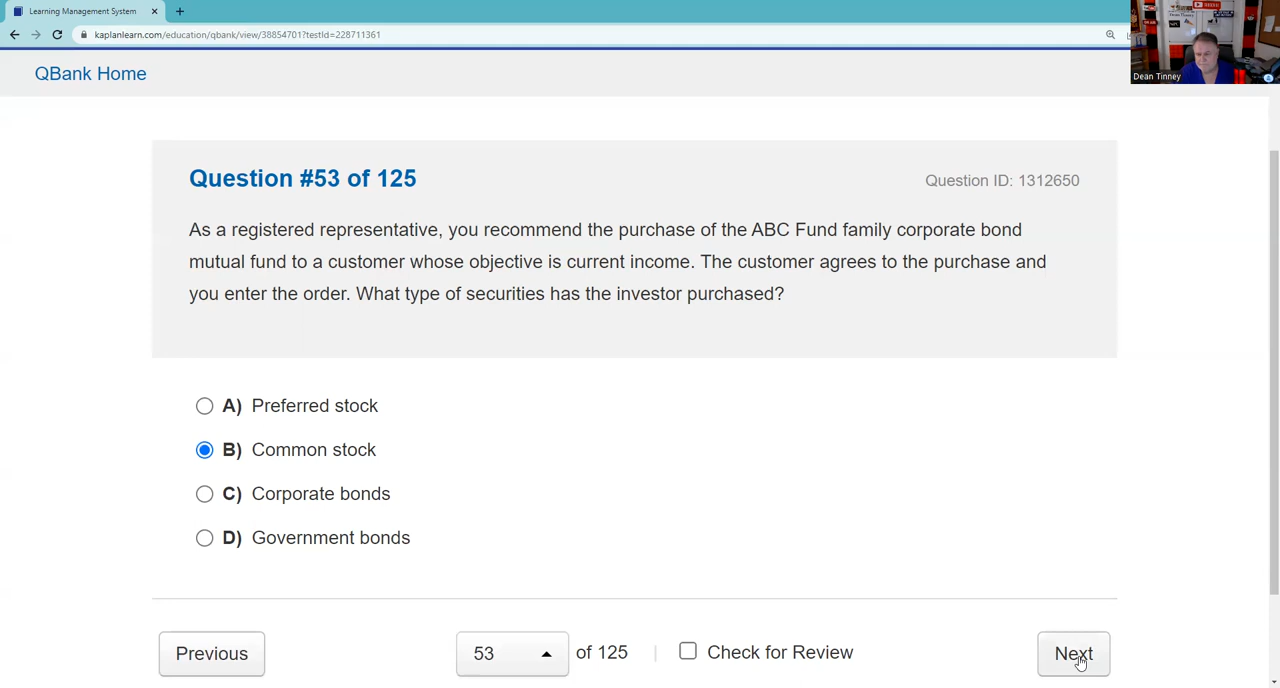 Learning Management System
kaplanlearn.com/education/qbank/view/38854701?testId=228711361
Dean Tinney
QBank Home
Question #53 of 125
Question ID: 1312650
As a registered representative, you recommend the purchase of the ABC Fund family corporate bond
mutual fund to a customer whose objective is current income. The customer agrees to the purchase and
you enter the order. What type of securities has the investor purchased?
A) Preferred stock
B) Common stock
C) Corporate bonds
D) Government bonds
Previous
53
of 125
Check for Review
Next